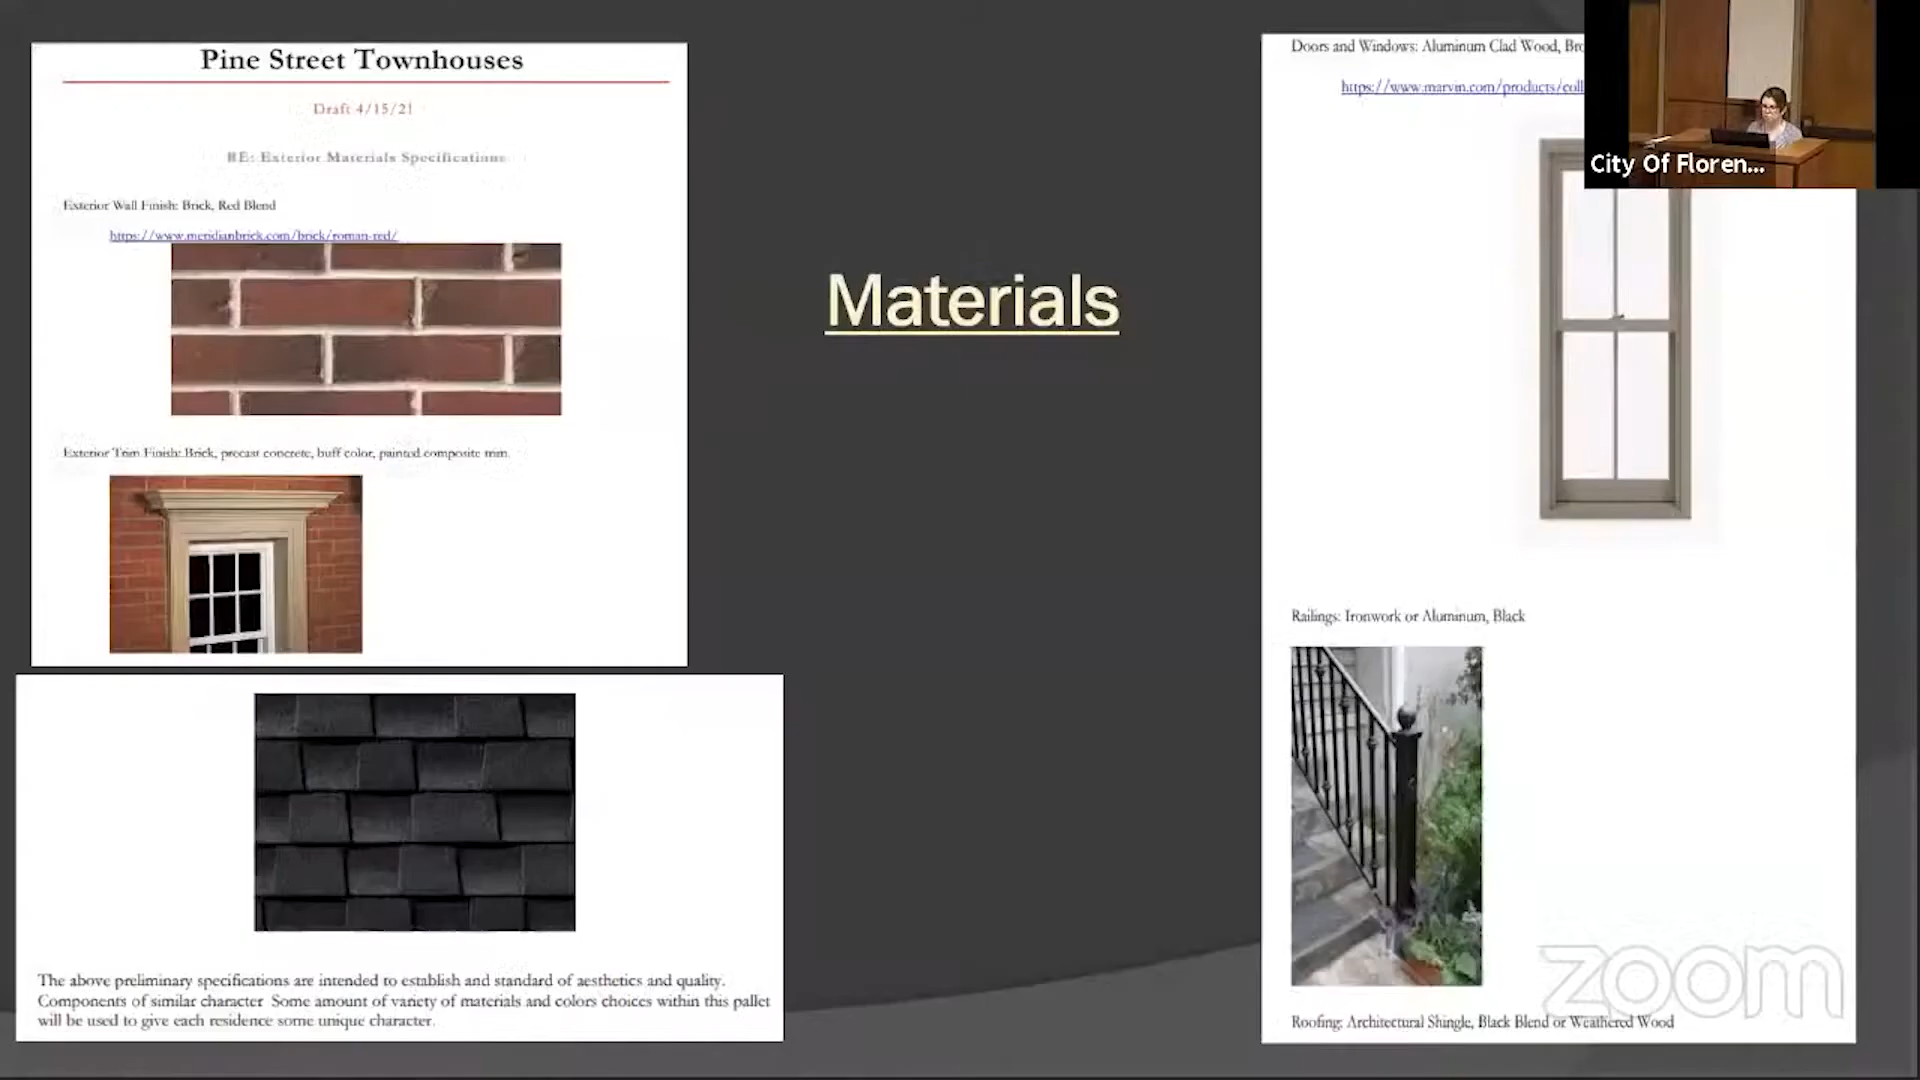 Pine Street Townhouses
Draft 4/15/21
RE: Exterior Materials Specifications
Exterior Wall Finish: Brick, Red Blend
https://www.meridianbrick.com/brick/roman-red/
Exterior Trim Finish: Brick, precast concrete, buff color, painted composite trim.
The above preliminary specifications are intended to establish and standard of aesthetics and quality.
Components of similar character Some amount of variety of materials and colors choices within this pallet
will be used to give each residence some unique character.
Materials
Doors and Windows: Aluminum Clad Wood, Bro
https://www.marvin.com/products/coll
Railings: Ironwork or Aluminum, Black
Roofing: Architectural Shingle, Black Blend or Weathered Wood
City Of Floren...
zoom